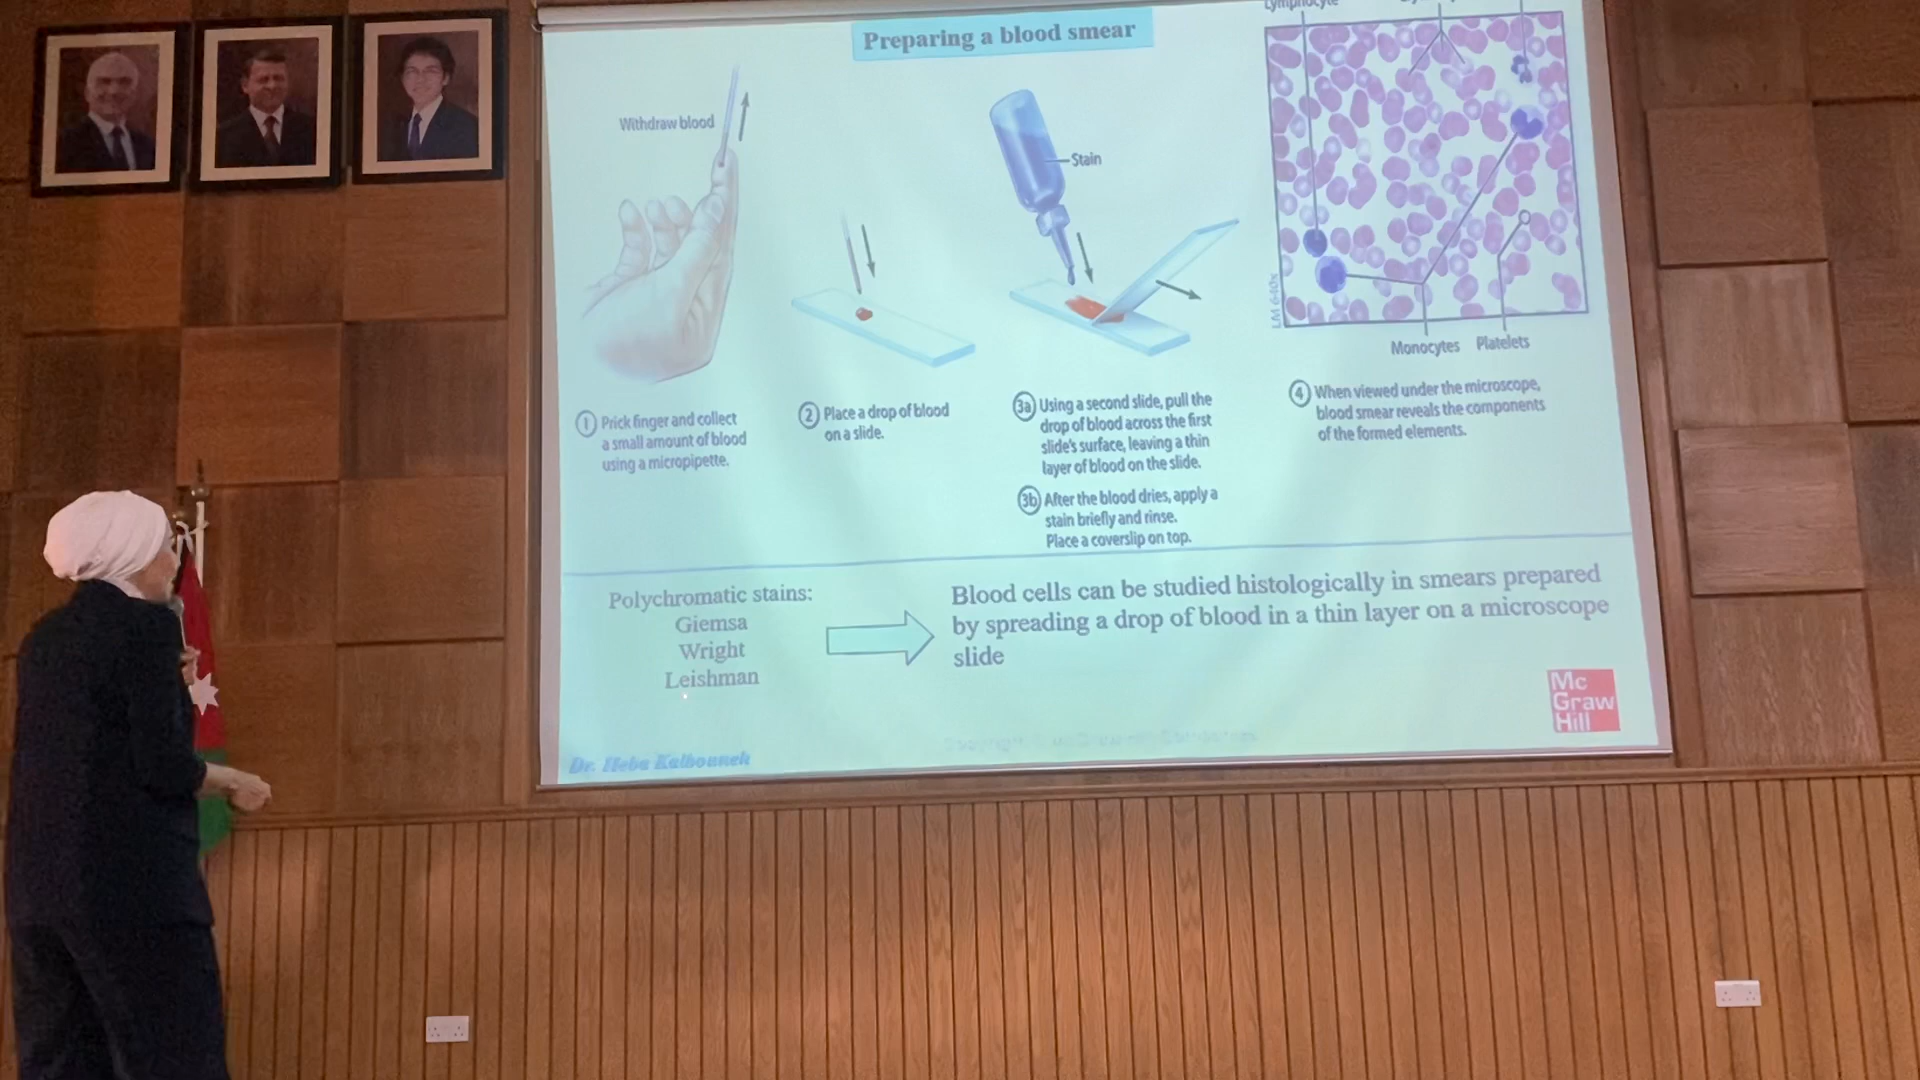 Preparing a blood smear
Lymphocyte
Withdraw blood
Stain
LM 640x
Monocytes
Platelets
1 Prick finger and collect
a small amount of blood
using a micropipette.
2 Place a drop of blood
on a slide.
3a Using a second slide, pull the
drop of blood across the first
slide's surface, leaving a thin
layer of blood on the slide.
3b After the blood dries, apply a
stain briefly and rinse.
Place a coverslip on top.
4 When viewed under the microscope,
blood smear reveals the components
of the formed elements.
Polychromatic stains:
Giemsa
Wright
Leishman
Blood cells can be studied histologically in smears prepared
by spreading a drop of blood in a thin layer on a microscope
slide
Mc
Graw
Hill
Dr. Heba Kalbouneh